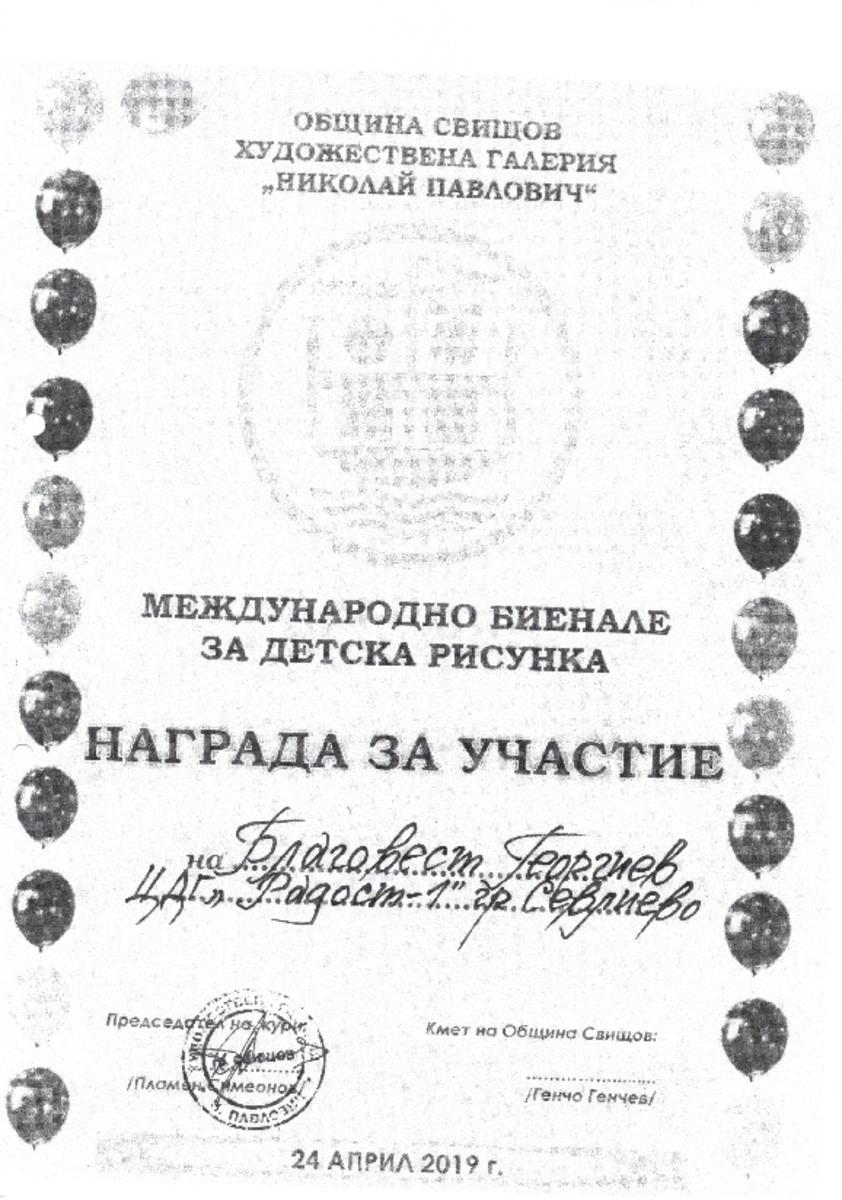 ОБЩИНА СВИЩОВ
ХУДОЖЕСТВЕНА ГАЛЕРИЯ
„НИКОЛАЙ ПАВЛОВИЧ“
МЕЖДУНАРОДНО БИЕНАЛЕ
ЗА ДЕТСКА РИСУНКА
НАГРАДА ЗА УЧАСТИЕ
на Благовест Георгиев
ЦДГ „Радост-1" гр. Севлиево
Председател на жури:
Кмет на Община Свищов:
/Пламен Симеонов/
/Генчо Генчев/
24 АПРИЛ 2019 г.